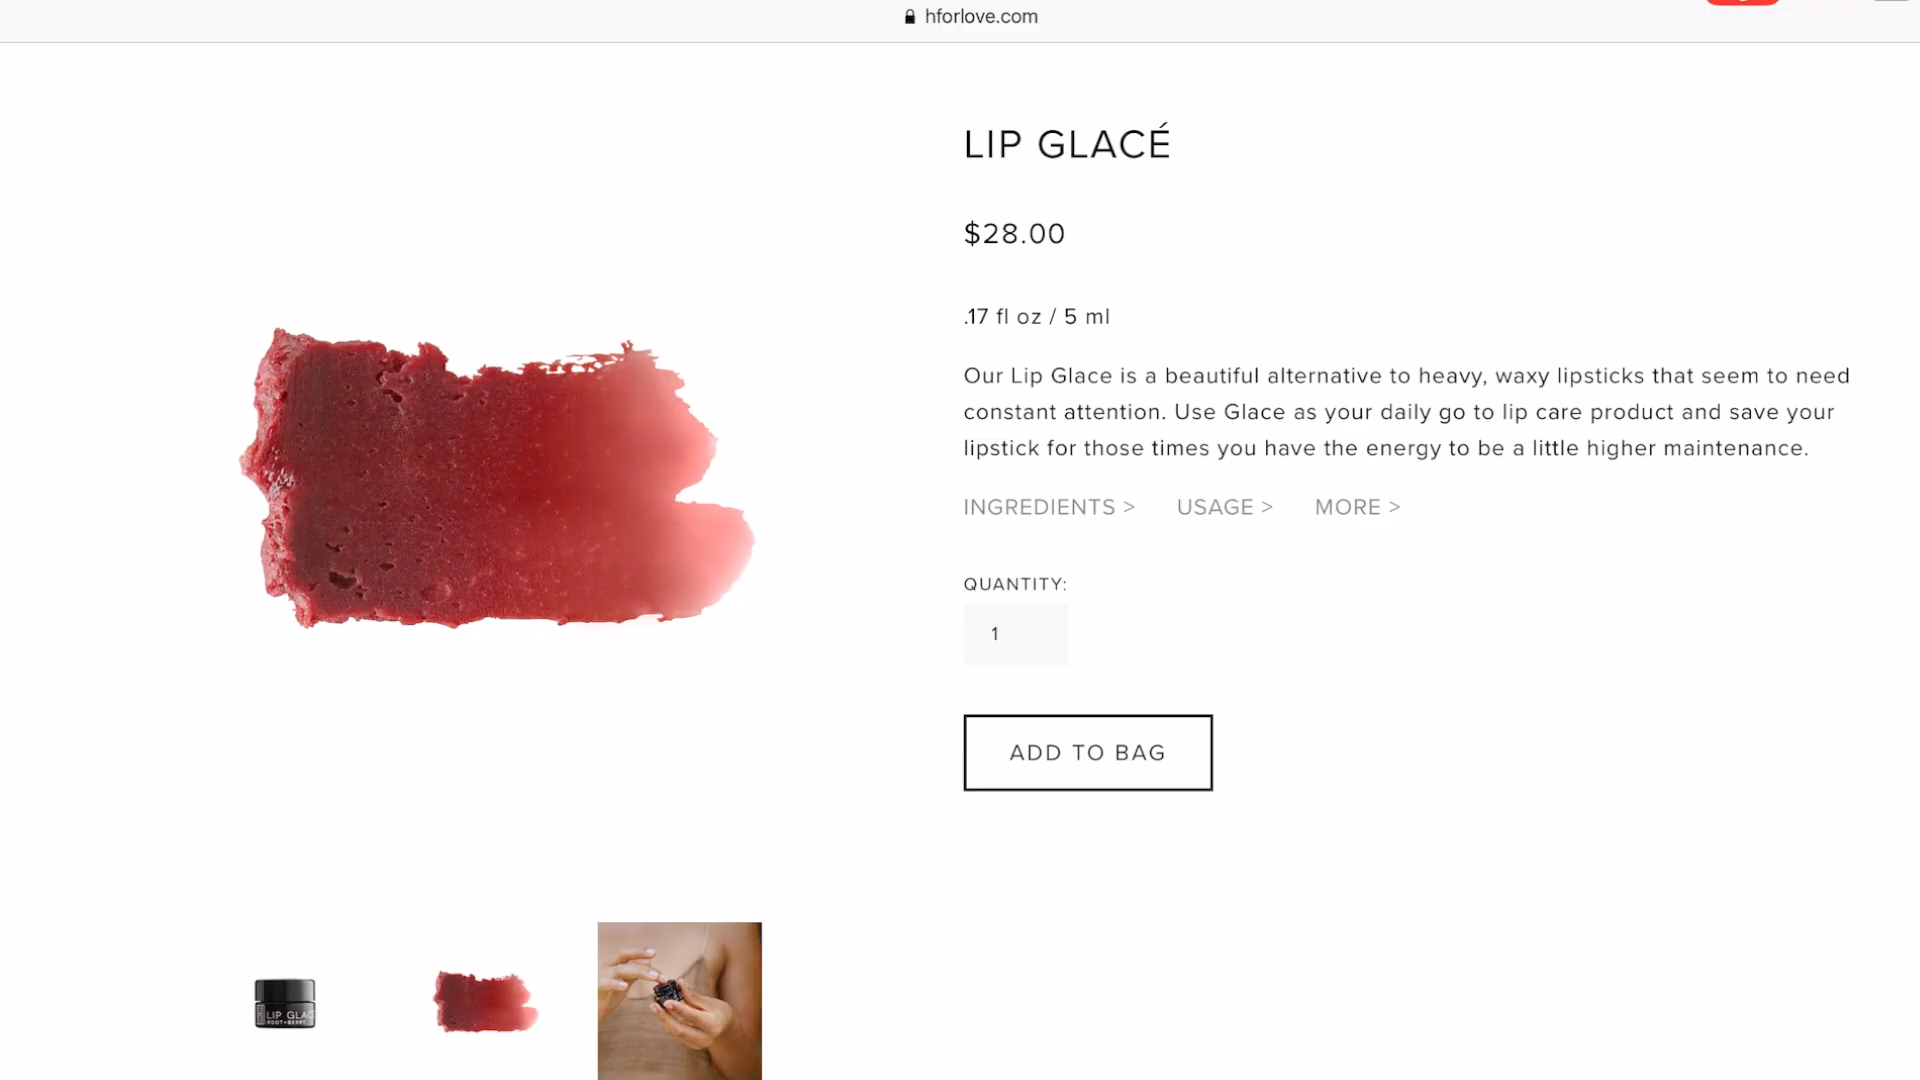 hforlove.com
LIP GLACÉ
$28.00
.17 fl oz / 5 ml
Our Lip Glace is a beautiful alternative to heavy, waxy lipsticks that seem to need
constant attention. Use Glace as your daily go to lip care product and save your
lipstick for those times you have the energy to be a little higher maintenance.
INGREDIENTS > USAGE > MORE >
QUANTITY:
1
ADD TO BAG
LIP GLAC
ROOT+BERRY